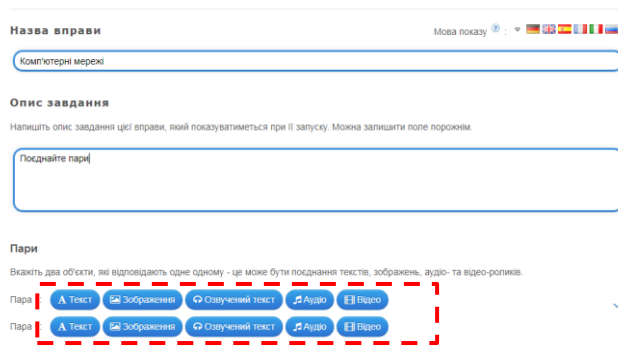 Назва вправи
Мова показу ? :
Комп'ютерні мережі
Опис завдання
Напишіть опис завдання цієї вправи, який показуватиметься при її запуску. Можна залишити поле порожнім.
Поєднайте пари
Пари
Вкажіть два об'єкти, які відповідають одне одному - це може бути поєднання текстів, зображень, аудіо- та відео-роликів.
Пара : A Текст Зображення Озвучений текст Аудіо Відео
Пара : A Текст Зображення Озвучений текст Аудіо Відео